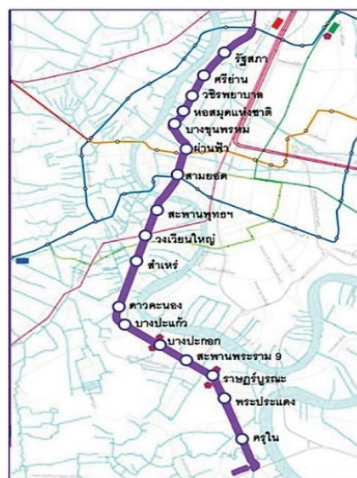 รัฐสภา
ศรีย่าน
วชิรพยาบาล
หอสมุดแห่งชาติ
บางขุนพรหม
ผ่านฟ้า
สามยอด
สะพานพุทธฯ
วงเวียนใหญ่
สำเหร่
ดาวคะนอง
บางปะแก้ว
บางปะกอก
สะพานพระราม 9
ราษฎร์บูรณะ
พระประแดง
ครุใน